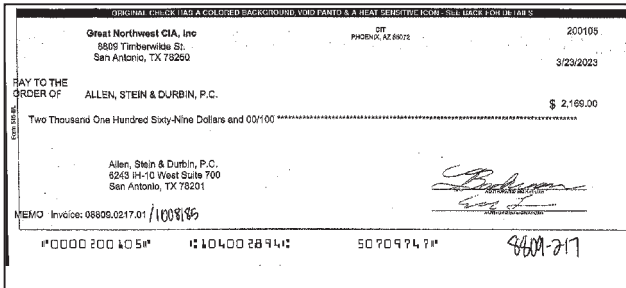 ORIGINAL CHECK HAS A COLORED BACKGROUND, VOID PANTO & A HEAT SENSITIVE ICON - SEE BACK FOR DETAILS
Great Northwest CIA, Inc
8809 Timberwilde St.
San Antonio, TX 78250
CIT
PHOENIX, AZ 85072
200105
3/23/2023
PAY TO THE
ORDER OF ALLEN, STEIN & DURBIN, P.C.
$ 2,169.00
Two Thousand One Hundred Sixty-Nine Dollars and 00/100
Allen, Stein & Durbin, P.C.
6243 IH-10 West Suite 700
San Antonio, TX 78201
AUTHORIZED SIGNATURE
AUTHORIZED SIGNATURE
MEMO Invoice: 08809.0217.01 / 1008185
⑈0000200105⑈ ⑆104002894⑆ 50709747⑈
8809-217